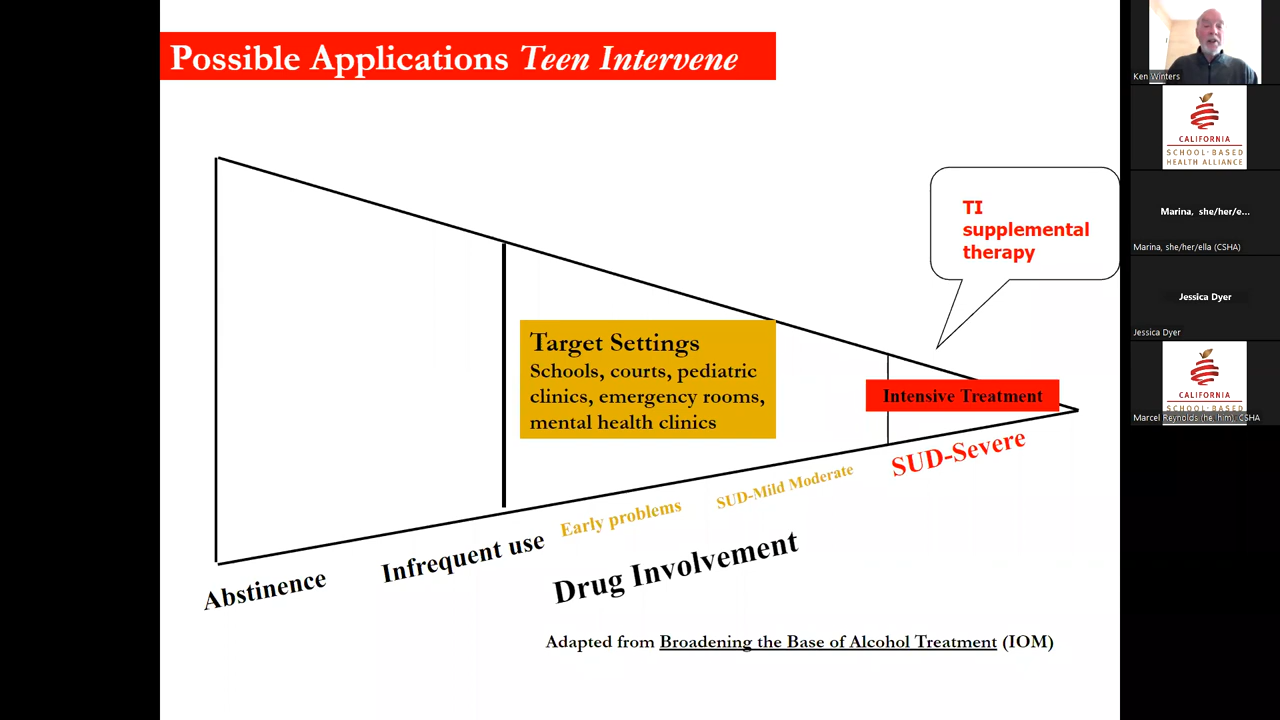 Possible Applications Teen Intervene
TI
supplemental
therapy
Target Settings
Schools, courts, pediatric
clinics, emergency rooms,
mental health clinics
Intensive Treatment
Abstinence
Infrequent use
Early problems
SUD-Mild Moderate
SUD-Severe
Drug Involvement
Adapted from Broadening the Base of Alcohol Treatment (IOM)
Ken Winters
CALIFORNIA
SCHOOL-BASED
HEALTH ALLIANCE
Marina, she/her/e...
Marina, she/her/ella (CSHA)
Jessica Dyer
Jessica Dyer
CALIFORNIA
SCHOOL-BASED
Marcel Reynolds (he, him), CSHA